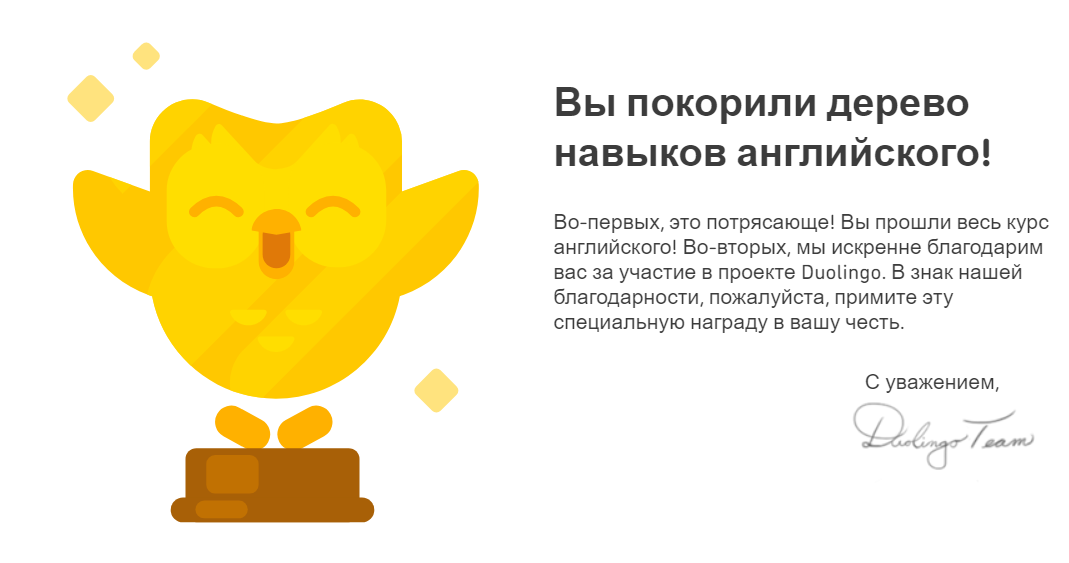 Вы покорили дерево
навыков английского!
Во-первых, это потрясающе! Вы прошли весь курс
английского! Во-вторых, мы искренне благодарим
вас за участие в проекте Duolingo. В знак нашей
благодарности, пожалуйста, примите эту
специальную награду в вашу честь.
С уважением,
Duolingo Team